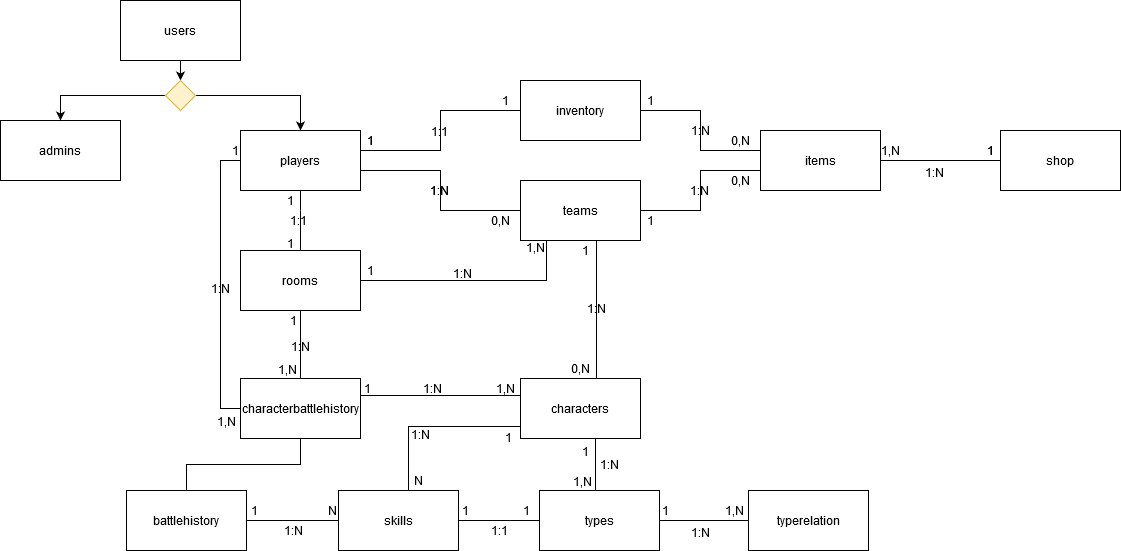 users
admins
players
inventory
items
shop
teams
rooms
characterbattlehistory
characters
battlehistory
skills
types
typerelation
1
1:1
1
1
1:N
0,N
1:N
0,N
1
1:N
0,N
1,N
1:N
1
1
1:1
1
1
1:N
1,N
1
1:N
1,N
1
1:N
1,N
1
1:N
0,N
1
1:N
1,N
1:N
1
N
1
1:N
1,N
1
1:N
N
1
1:1
1
1
1:N
1,N